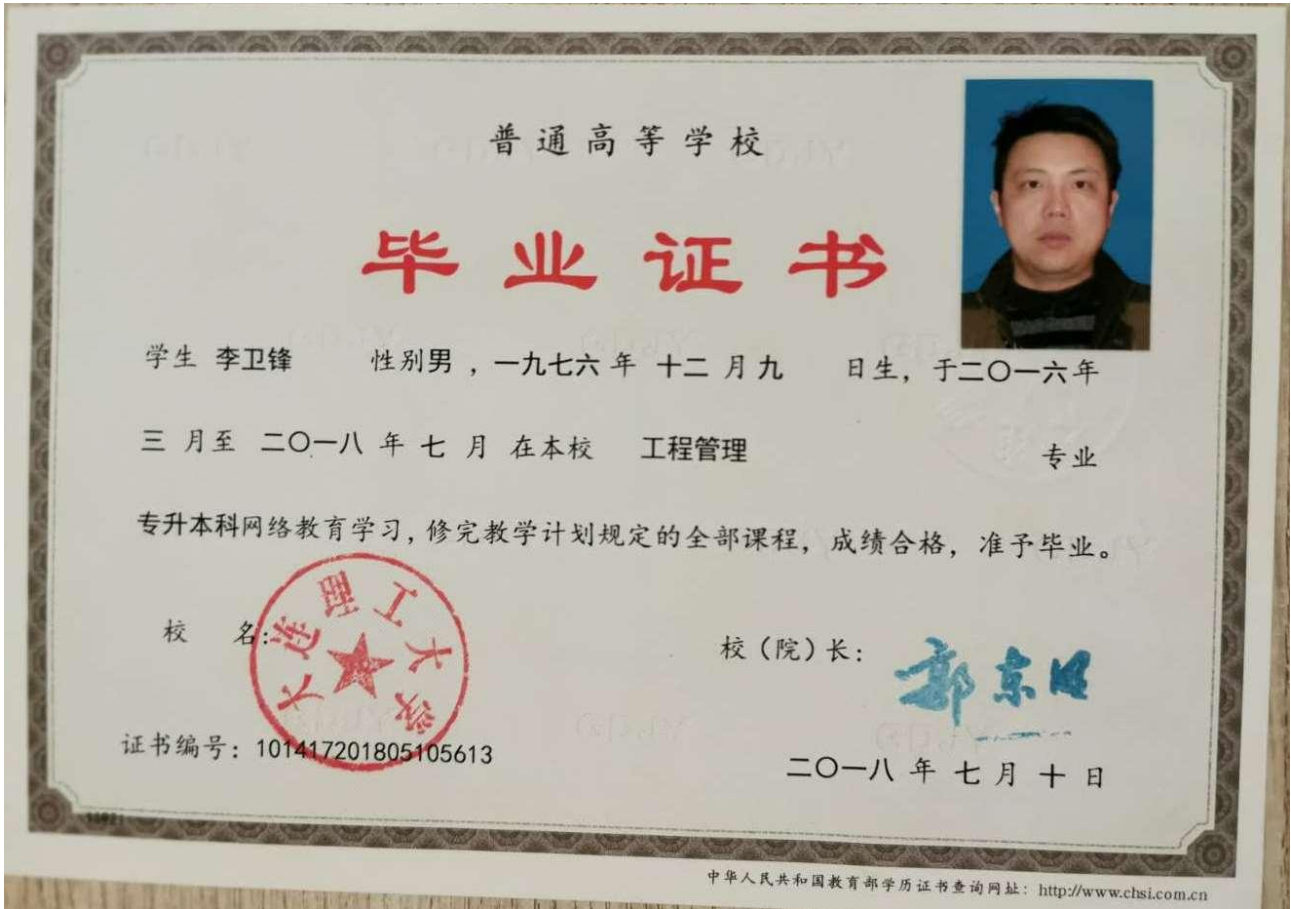 普通高等学校
毕业证书
学生 李卫锋 性别男，一九七六年 十二 月九 日生，于二〇一六年
三 月至 二〇一八 年 七 月 在本校 工程管理 专业
专升本科网络教育学习，修完教学计划规定的全部课程，成绩合格，准予毕业。
校 名：
大连理工大学
校（院）长：
郭东明
证书编号：101417201805105613
二〇一八 年 七 月 十 日
中华人民共和国教育部学历证书查询网址：http://www.chsi.com.cn